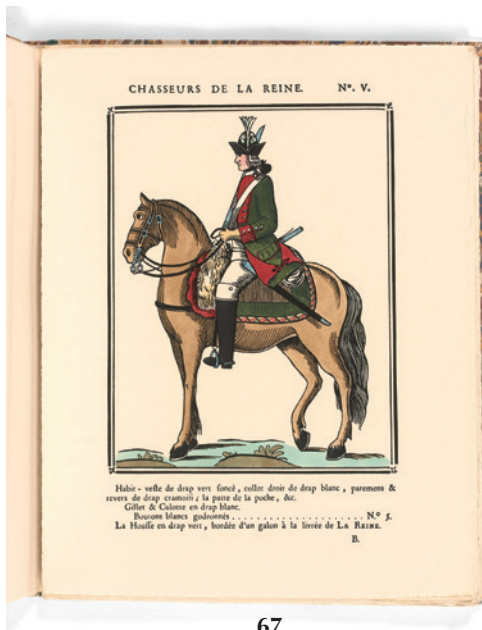 CHASSEURS DE LA REINE. Nº. V.
Habit - veste de drap vert foncé, collet droit de drap blanc, paremens &
revers de drap cramoisi ; la patte de la poche, &c.
Gillet & Culotte en drap blanc.
Boutons blancs godronnés . . . . . . . . . . . . . . . . . . . . . . N.º 5.
La Housse en drap vert, bordée d'un galon à la livrée de LA REINE.
B.
67